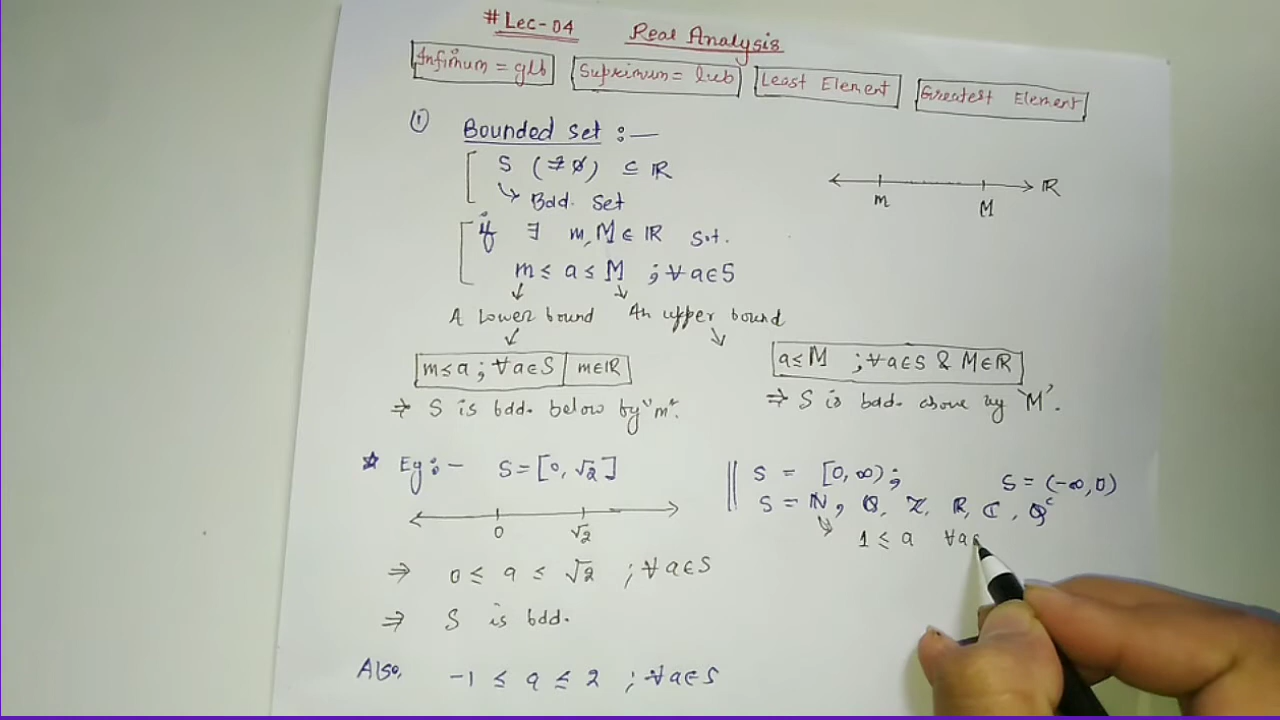 # Lec-04 Real Analysis
Infimum = glb Suprimum = lub Least Element Greatest Element
① Bounded set :—
S (≠ ∅) ⊆ ℝ
↳ Bdd. Set
if ∃ m, M ∈ ℝ s.t.
m ≤ a ≤ M ; ∀ a ∈ S
A lower bound An upper bound
m ≤ a ; ∀ a ∈ S m ∈ ℝ
⇒ S is bdd. below by "m".
m M ℝ
a ≤ M ; ∀ a ∈ S & M ∈ ℝ
⇒ S is bdd. above by 'M'.
* Eg :- S = [0, √2]
0 √2
⇒ 0 ≤ a ≤ √2 ; ∀ a ∈ S
⇒ S is bdd.
Also, -1 ≤ a ≤ 2 ; ∀ a ∈ S
S = [0, ∞) ; S = (-∞, 0)
S = ℕ, ℚ, ℤ, ℝ, ℂ, ℚᶜ
1 ≤ a ∀ a ∈